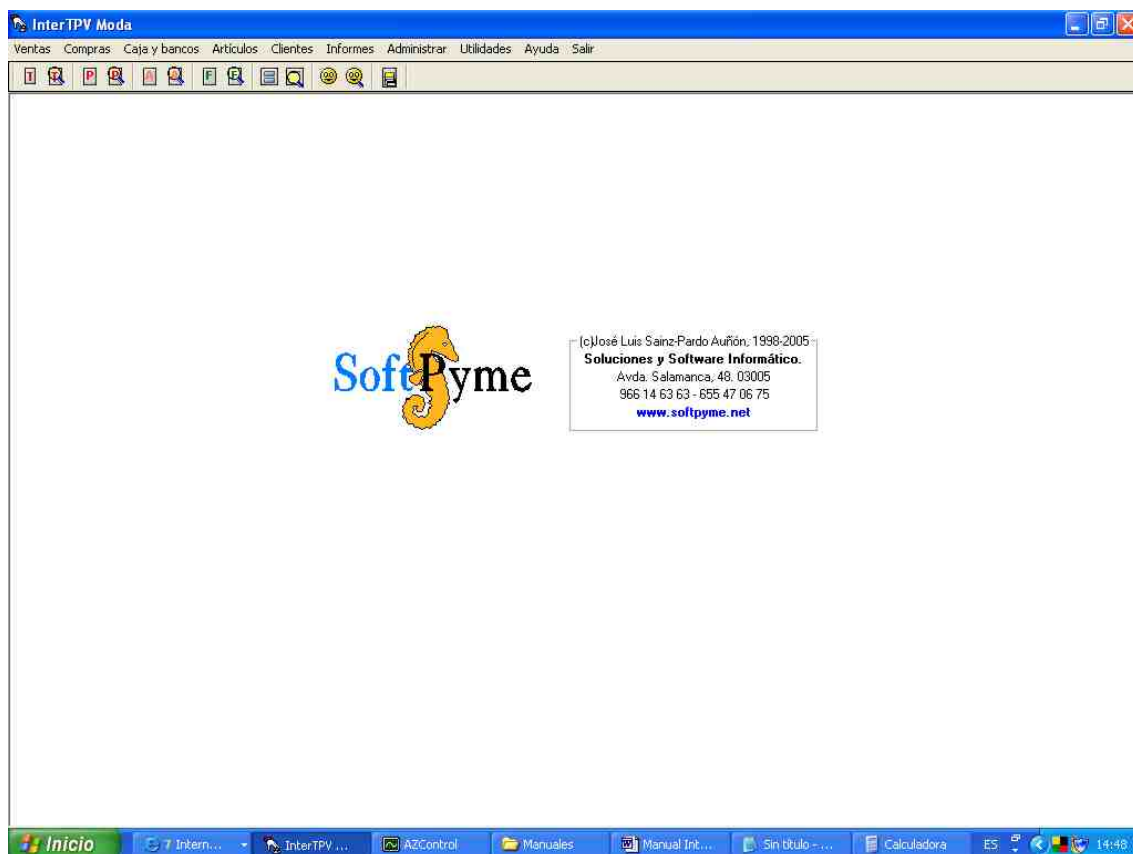 InterTPV Moda
Ventas Compras Caja y bancos Artículos Clientes Informes Administrar Utilidades Ayuda Salir
T T P P A A F F
SoftPyme
(c)José Luis Sainz-Pardo Auñón, 1998-2005
Soluciones y Software Informático.
Avda. Salamanca, 48. 03005
966 14 63 63 - 655 47 06 75
www.softpyme.net
Inicio 7 Intern... InterTPV ... AZControl Manuales Manual Int... Sin título - ... Calculadora ES 14:48